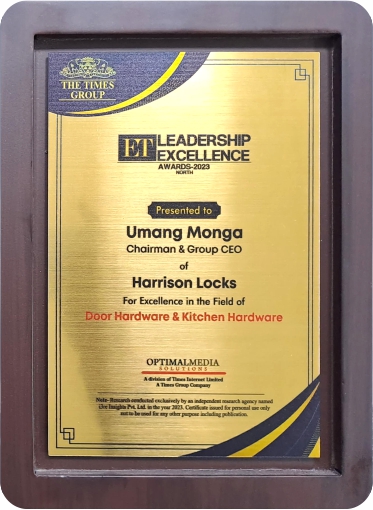 THE TIMES
GROUP
ET LEADERSHIP
EXCELLENCE
AWARDS-2023
NORTH
Presented to
Umang Monga
Chairman & Group CEO
of
Harrison Locks
For Excellence in the Field of
Door Hardware & Kitchen Hardware
OPTIMALMEDIA
SOLUTIONS
A division of Times Internet Limited
A Times Group Company
Note- Research conducted exclusively by an independent research agency named
Insights Pvt. Ltd. in the year 2023. Certificate issued for personal use only
not to be used for any other purpose including publication.